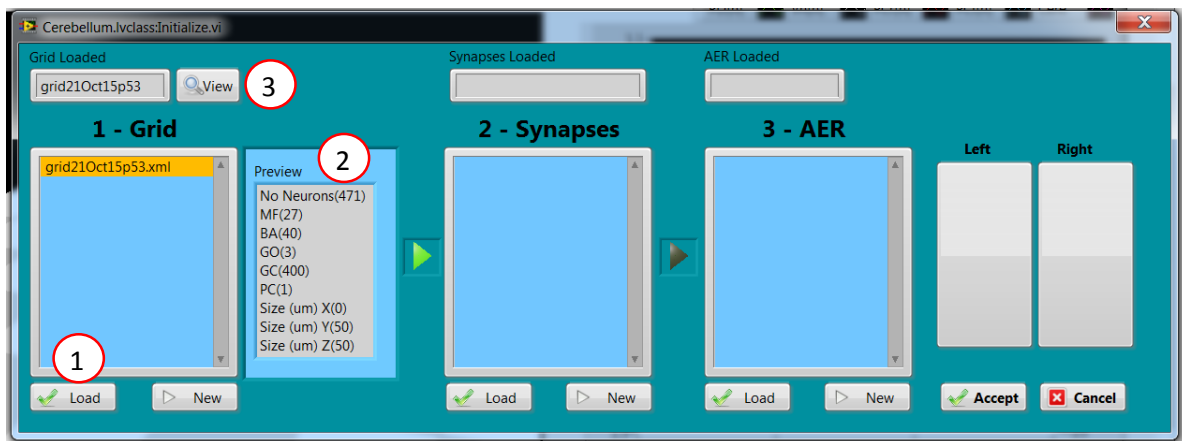 Cerebellum.lvclass:Initialize.vi
Grid Loaded
Synapses Loaded
AER Loaded
grid21Oct15p53
View
3
1 - Grid
2 - Synapses
3 - AER
Left
Right
grid21Oct15p53.xml
2
Preview
No Neurons(471)
MF(27)
BA(40)
GO(3)
GC(400)
PC(1)
Size (um) X(0)
Size (um) Y(50)
Size (um) Z(50)
1
Load
New
Load
New
Load
New
Accept
Cancel